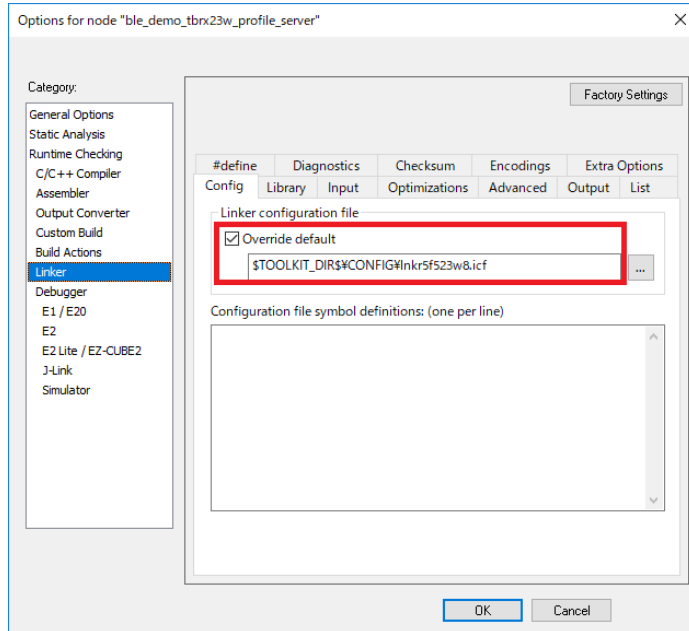 Options for node "ble_demo_tbrx23w_profile_server"
Category:
General Options
Static Analysis
Runtime Checking
C/C++ Compiler
Assembler
Output Converter
Custom Build
Build Actions
Linker
Debugger
E1 / E20
E2
E2 Lite / EZ-CUBE2
J-Link
Simulator
Factory Settings
#define Diagnostics Checksum Encodings Extra Options
Config Library Input Optimizations Advanced Output List
Linker configuration file
Override default
$TOOLKIT_DIR$¥CONFIG¥lnkr5f523w8.icf
...
Configuration file symbol definitions: (one per line)
OK Cancel